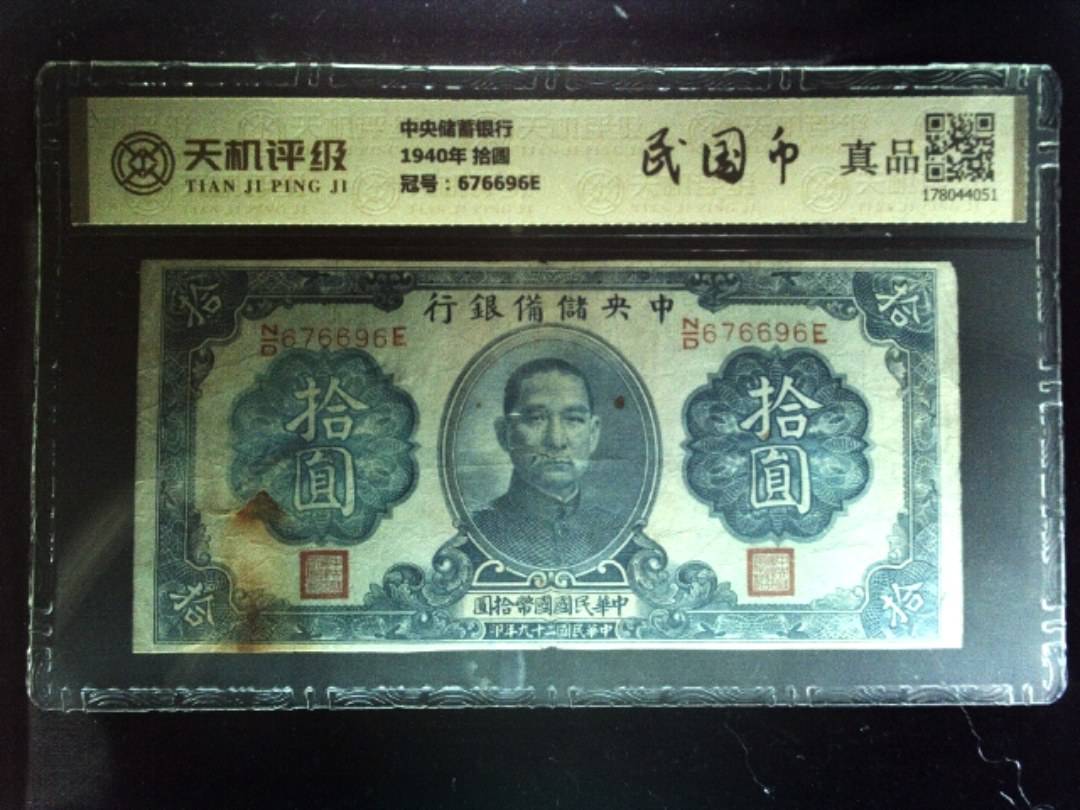 天机评级
TIAN JI PING JI
中央储蓄银行
1940年 拾圆
冠号：676696E
民国币
真品
178044051
拾
拾
行銀備儲央中
N/D676696E
N/D676696E
拾圓
拾圓
圓拾幣國國民華中
印年九十二國民華中
拾
拾